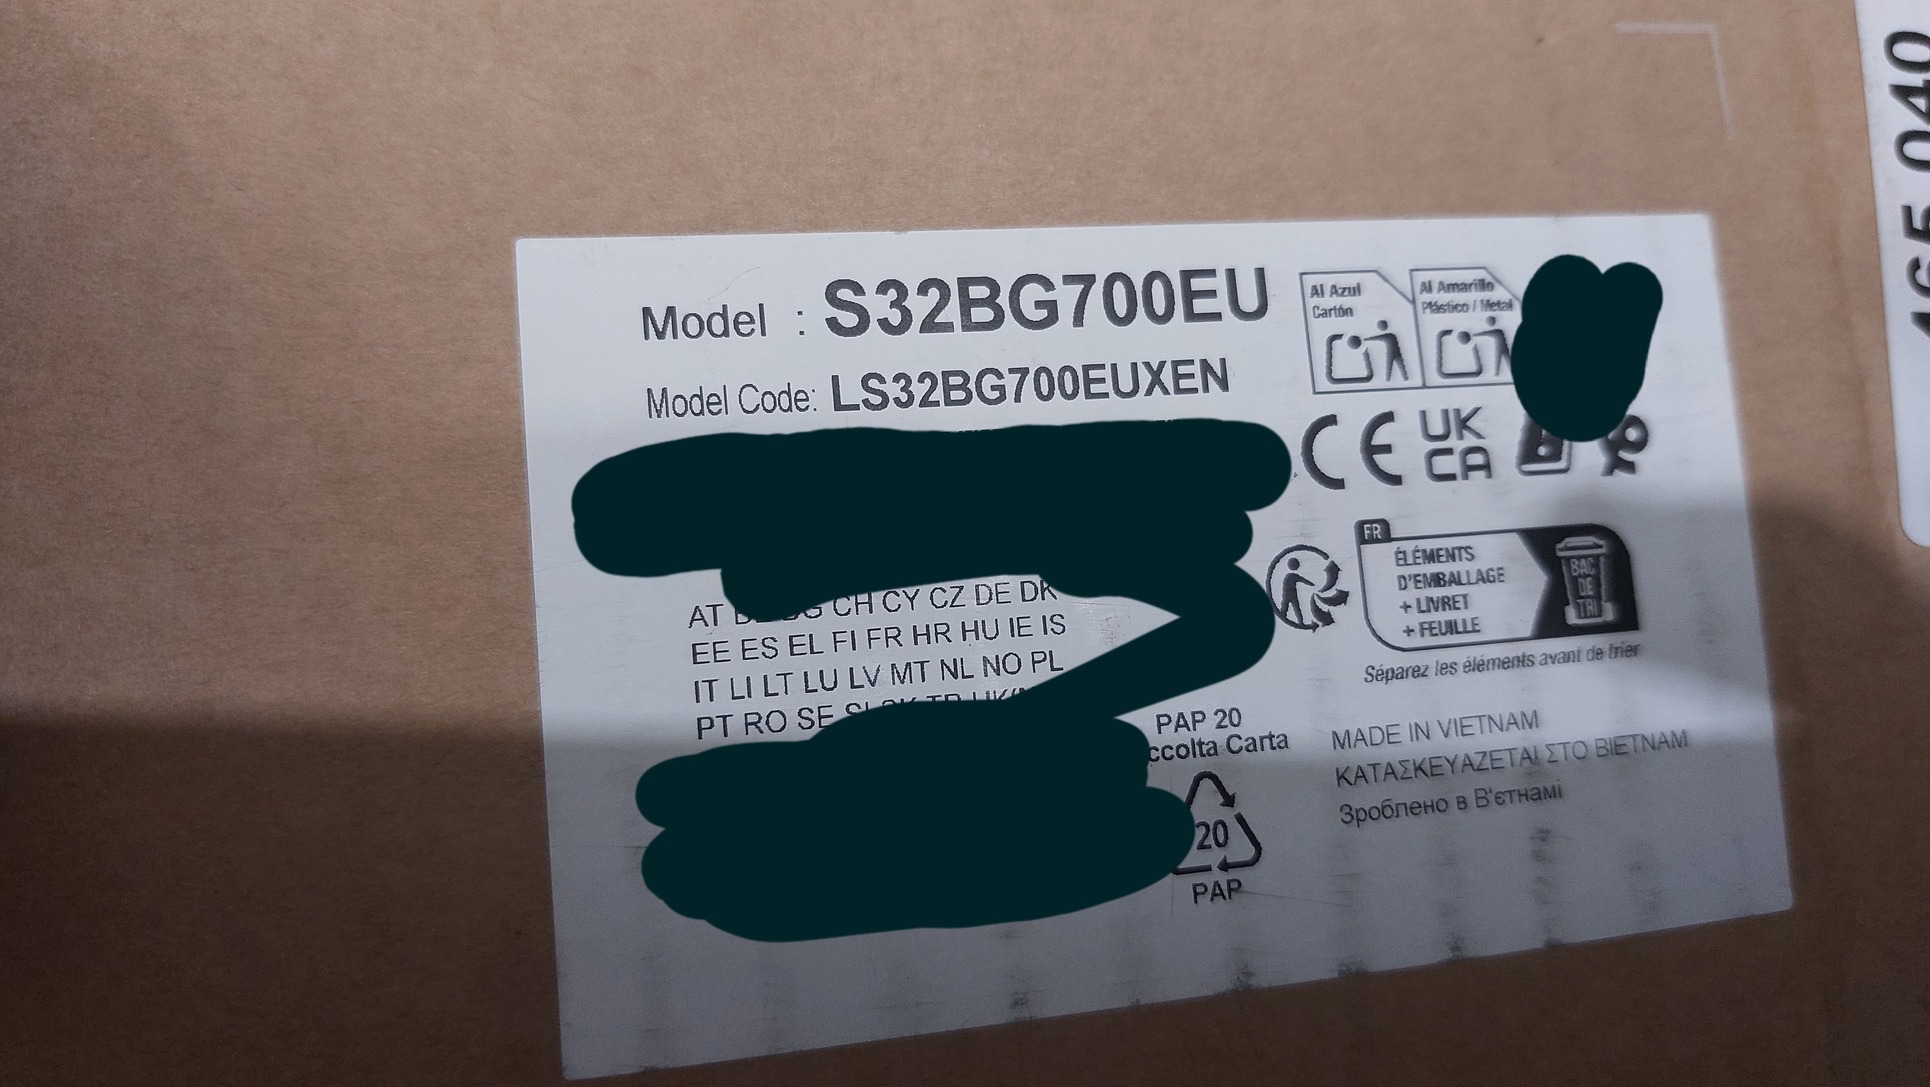 Model : S32BG700EU
Model Code: LS32BG700EUXEN
Al Azul
Cartón
Al Amarillo
Plástico / Metal
CE
UK
CA
AT CH CY CZ DE DK
EE ES EL FI FR HR HU IE IS
IT LI LT LU LV MT NL NO PL
PT RO SE
FR
ÉLÉMENTS
D'EMBALLAGE
+ LIVRET
+ FEUILLE
BAC
DE
TRI
Séparez les éléments avant de trier
PAP 20
Carta
20
PAP
MADE IN VIETNAM
ΚΑΤΑΣΚΕΥΑΖΕΤΑΙ ΣΤΟ ΒΙΕΤΝΑΜ
Зроблено в В'єтнамі
040